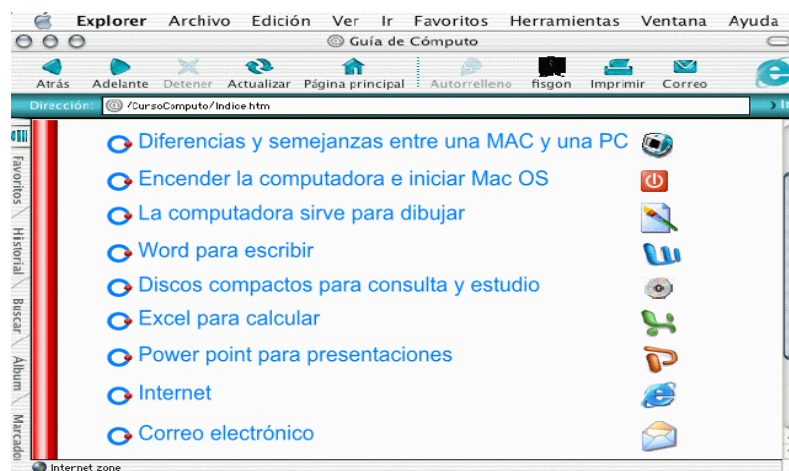 Explorer Archivo Edición Ver Ir Favoritos Herramientas Ventana Ayuda
@ Guía de Cómputo
Atrás Adelante Detener Actualizar Página principal Autorrelleno fisgon Imprimir Correo
Dirección: @ /CursoComputo/Indice.htm
Favoritos
Historial
Buscar
Álbum
Marcador
Diferencias y semejanzas entre una MAC y una PC
Encender la computadora e iniciar Mac OS
La computadora sirve para dibujar
Word para escribir
Discos compactos para consulta y estudio
Excel para calcular
Power point para presentaciones
Internet
Correo electrónico
Internet zone